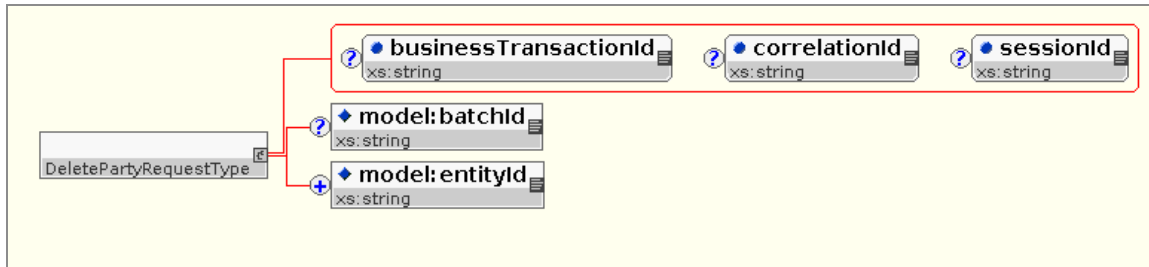 businessTransactionId
xs:string
correlationId
xs:string
sessionId
xs:string
model:batchId
xs:string
DeletePartyRequestType
model:entityId
xs:string